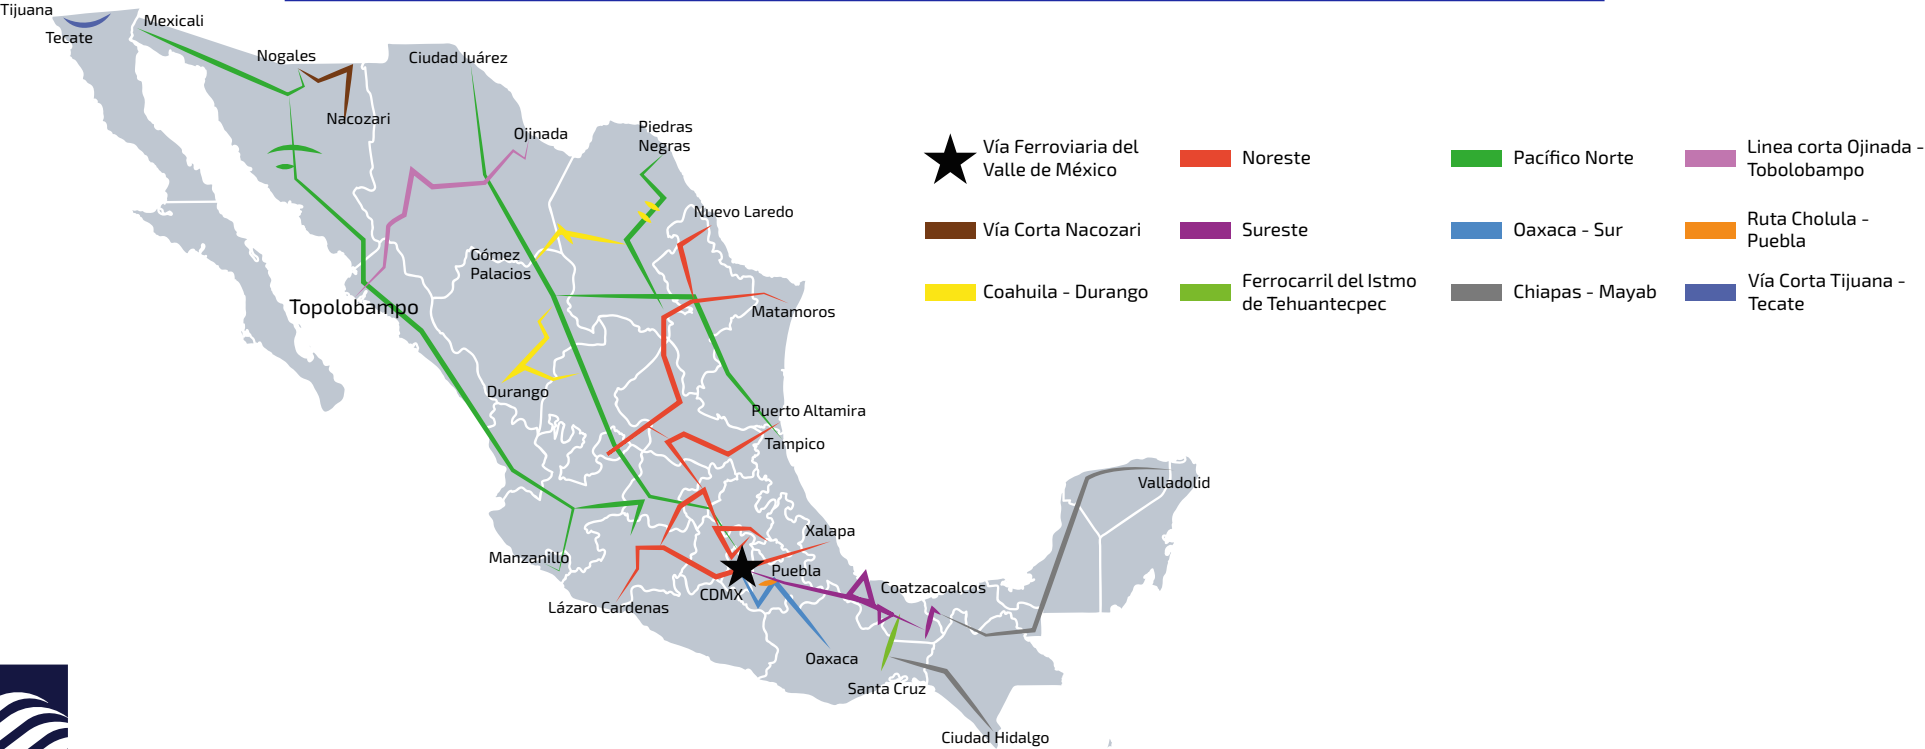 Tijuana
Tecate
Mexicali
Nogales
Nacozari
Ciudad Juárez
Ojinada
Piedras
Negras
Nuevo Laredo
Gómez
Palacios
Topolobampo
Matamoros
Durango
Puerto Altamira
Tampico
Manzanillo
Lázaro Cardenas
CDMX
Xalapa
Puebla
Coatzacoalcos
Oaxaca
Santa Cruz
Ciudad Hidalgo
Valladolid
Vía Ferroviaria del
Valle de México
Noreste
Pacífico Norte
Linea corta Ojinada -
Tobolobampo
Vía Corta Nacozari
Sureste
Oaxaca - Sur
Ruta Cholula -
Puebla
Coahuila - Durango
Ferrocarril del Istmo
de Tehuantecpec
Chiapas - Mayab
Vía Corta Tijuana -
Tecate